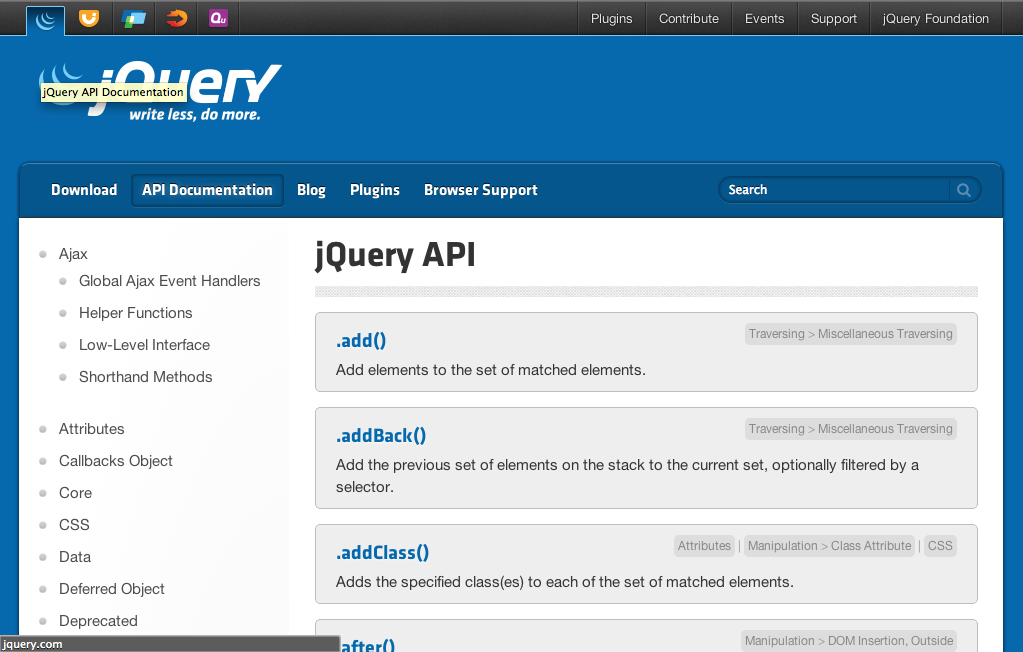 Plugins
Contribute
Events
Support
jQuery Foundation
jQuery
jQuery API Documentation
write less, do more.
Download
API Documentation
Blog
Plugins
Browser Support
Search
Ajax
Global Ajax Event Handlers
Helper Functions
Low-Level Interface
Shorthand Methods
Attributes
Callbacks Object
Core
CSS
Data
Deferred Object
Deprecated
jQuery API
.add()
Traversing > Miscellaneous Traversing
Add elements to the set of matched elements.
.addBack()
Traversing > Miscellaneous Traversing
Add the previous set of elements on the stack to the current set, optionally filtered by a
selector.
.addClass()
Attributes | Manipulation > Class Attribute | CSS
Adds the specified class(es) to each of the set of matched elements.
.after()
Manipulation > DOM Insertion, Outside
jquery.com